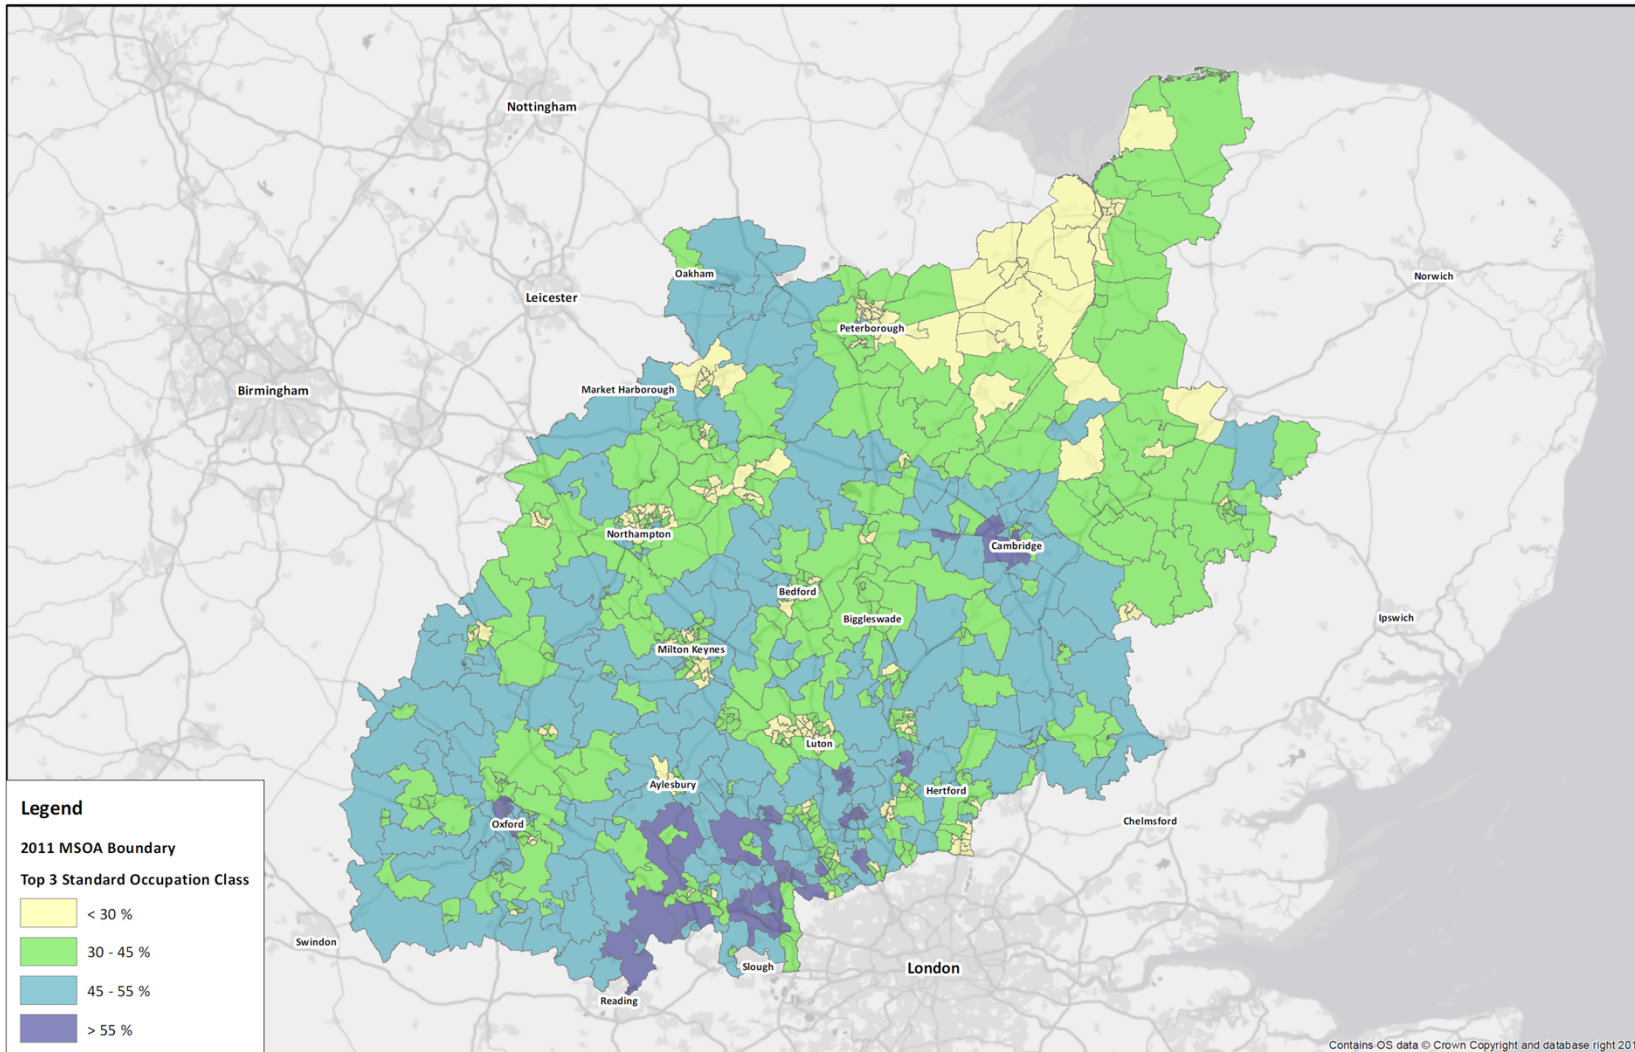 Nottingham
Oakham
Norwich
Leicester
Peterborough
Birmingham
Market Harborough
Northampton
Cambridge
Bedford
Biggleswade
Ipswich
Milton Keynes
Luton
Aylesbury
Hertford
Oxford
Chelmsford
Swindon
Slough
London
Reading
Legend
2011 MSOA Boundary
Top 3 Standard Occupation Class
< 30 %
30 - 45 %
45 - 55 %
> 55 %
Contains OS data © Crown Copyright and database right 201